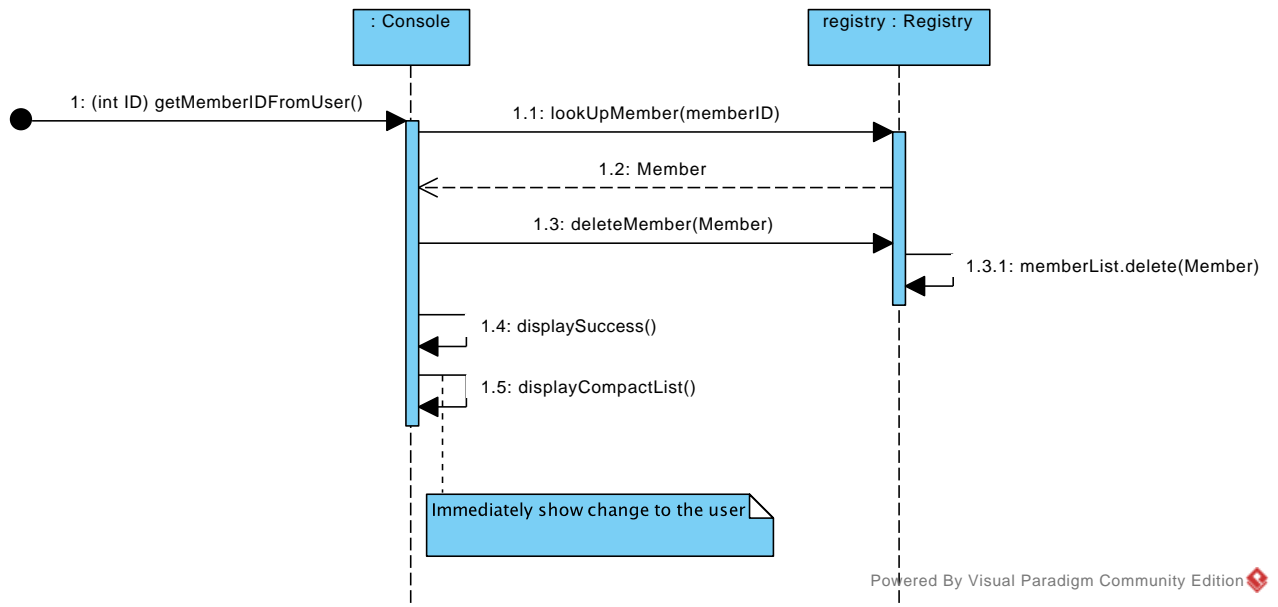 : Console
registry : Registry
1: (int ID) getMemberIDFromUser()
1.1: lookUpMember(memberID)
1.2: Member
1.3: deleteMember(Member)
1.3.1: memberList.delete(Member)
1.4: displaySuccess()
1.5: displayCompactList()
Immediately show change to the user
Powered By Visual Paradigm Community Edition